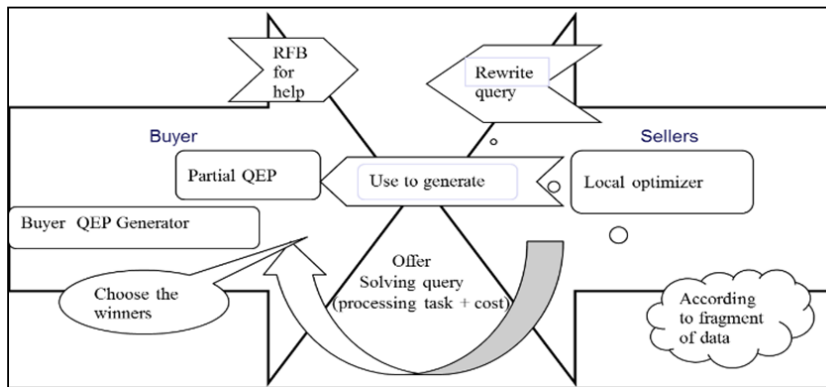 RFB
for
help
Rewrite
query
Buyer
Sellers
Partial QEP
Use to generate
Local optimizer
Buyer QEP Generator
Offer
Solving query
(processing task + cost)
Choose the
winners
According
to fragment
of data